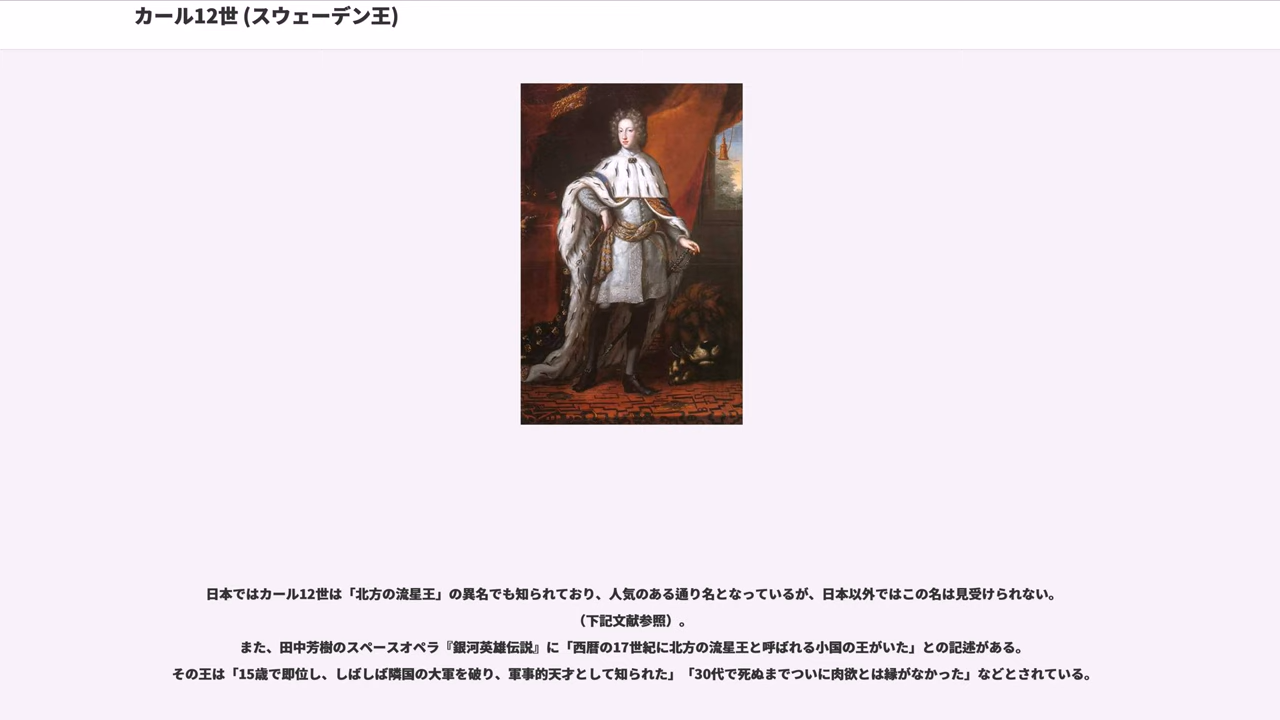 カール12世 (スウェーデン王)
日本ではカール12世は「北方の流星王」の異名でも知られており、人気のある通り名となっているが、日本以外ではこの名は見受けられない。
（下記文献参照）。
また、田中芳樹のスペースオペラ『銀河英雄伝説』に「西暦の17世紀に北方の流星王と呼ばれる小国の王がいた」との記述がある。
その王は「15歳で即位し、しばしば隣国の大軍を破り、軍事的天才として知られた」「30代で死ぬまでついに肉欲とは縁がなかった」などとされている。